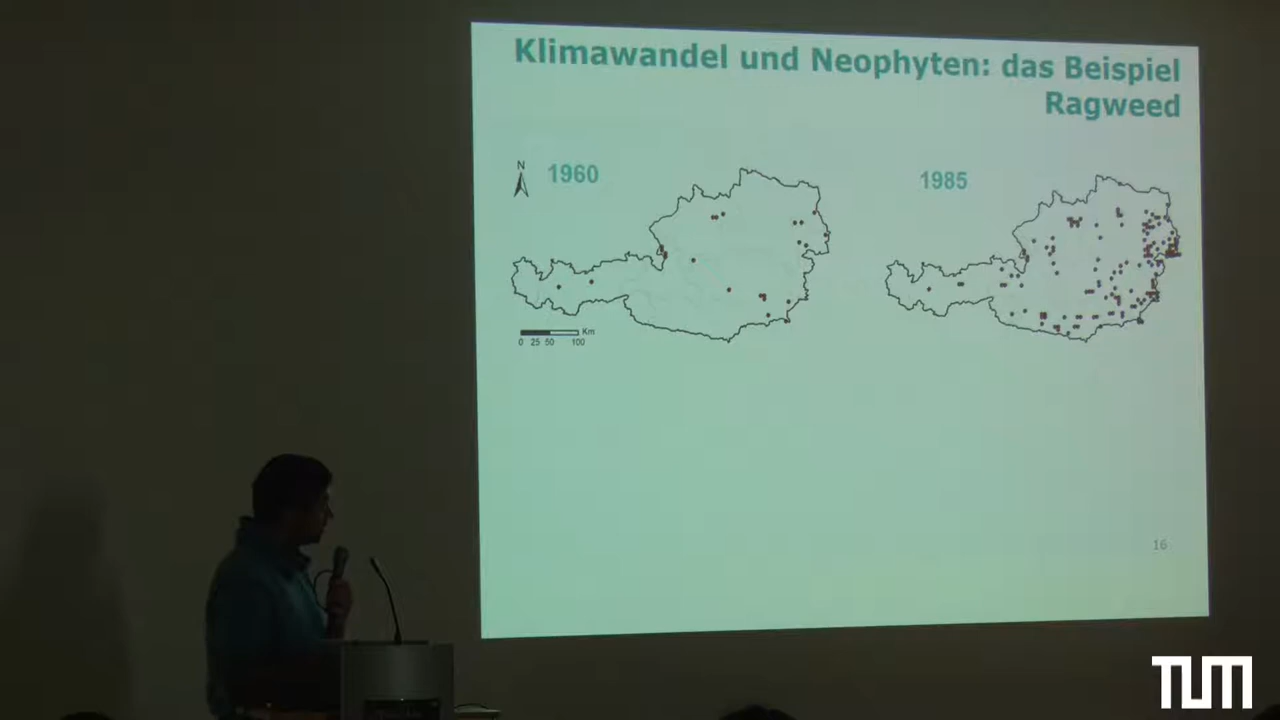 Klimawandel und Neophyten: das Beispiel
Ragweed
N
1960
1985
Km
0 25 50 100
16
TUM